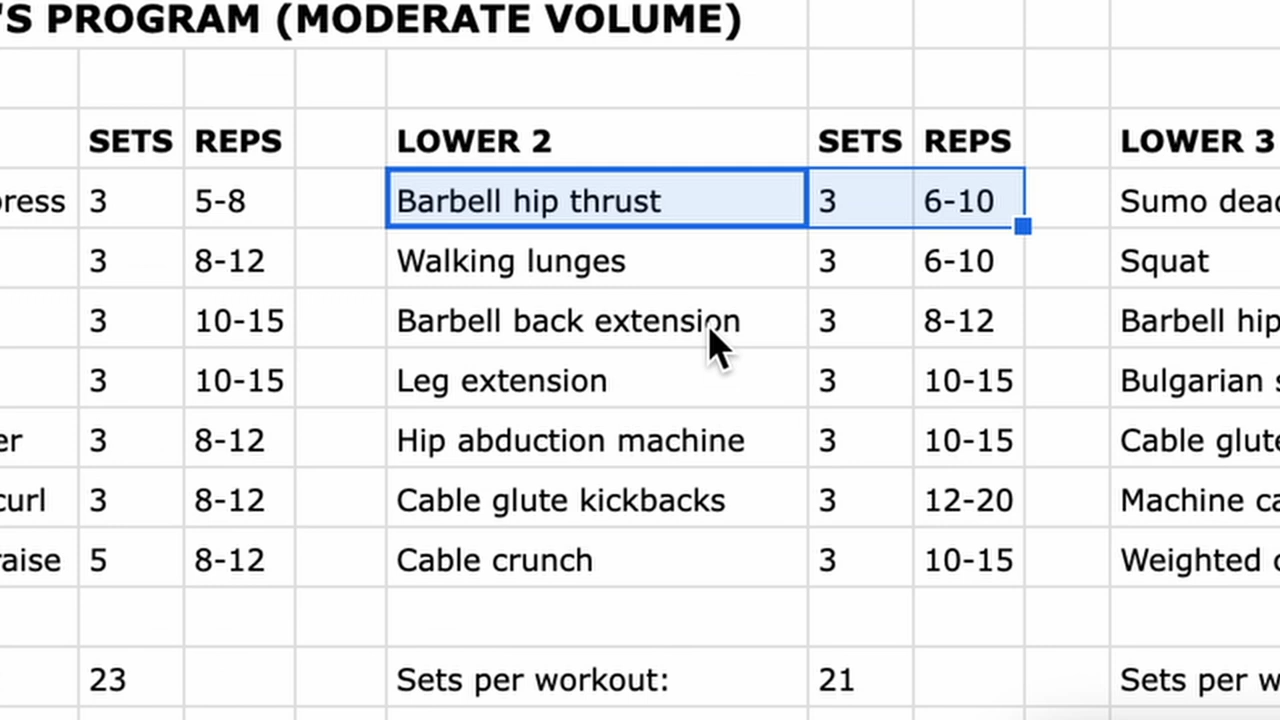 'S PROGRAM (MODERATE VOLUME)
SETS REPS LOWER 2 SETS REPS LOWER 3
press 3 5-8 Barbell hip thrust 3 6-10 Sumo dead
3 8-12 Walking lunges 3 6-10 Squat
3 10-15 Barbell back extension 3 8-12 Barbell hip
3 10-15 Leg extension 3 10-15 Bulgarian s
er 3 8-12 Hip abduction machine 3 10-15 Cable glute
curl 3 8-12 Cable glute kickbacks 3 12-20 Machine ca
raise 5 8-12 Cable crunch 3 10-15 Weighted c
23 Sets per workout: 21 Sets per w